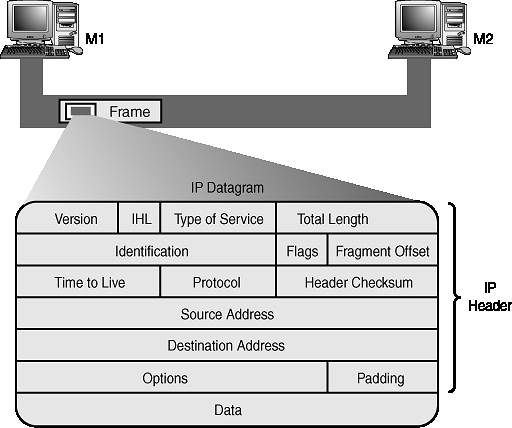 M1
M2
Frame
IP Datagram
Version IHL Type of Service Total Length
Identification Flags Fragment Offset
Time to Live Protocol Header Checksum
Source Address
Destination Address
Options Padding
Data
IP
Header